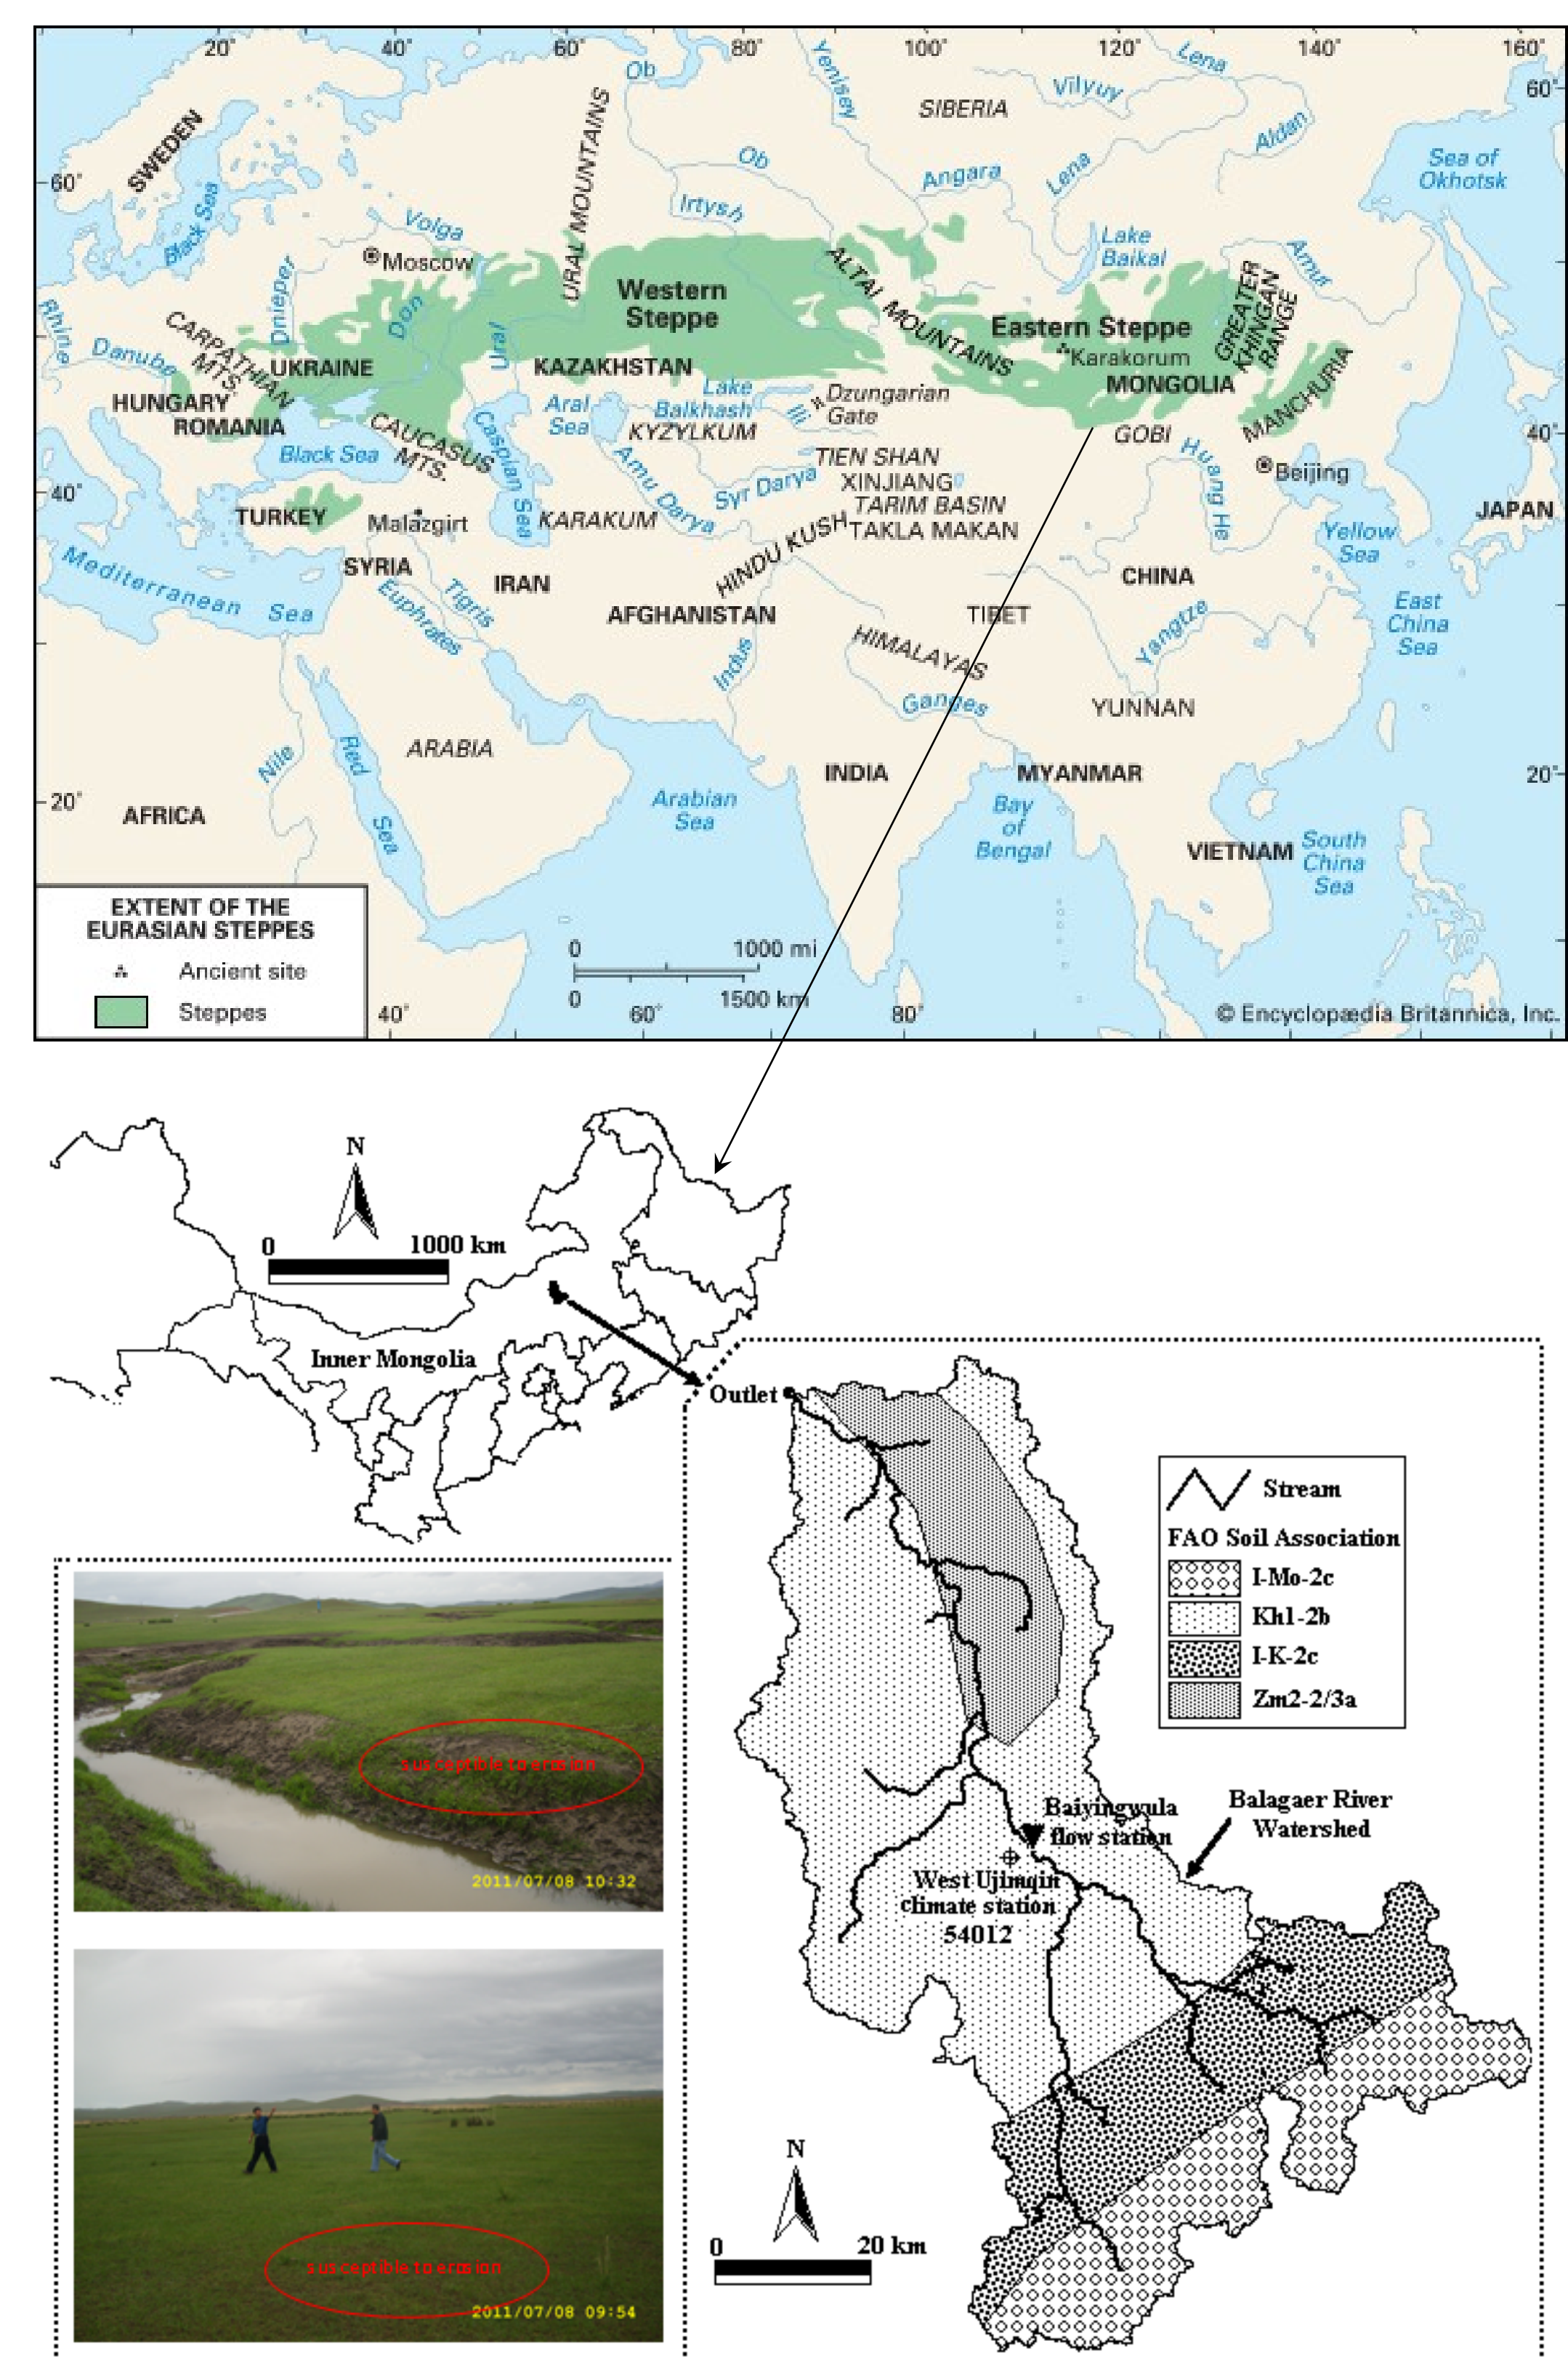 20°
40°
60°
80°
100°
120°
140°
160°
Ob
Yenisey
Lena
Vilyuy
60°
SIBERIA
SWEDEN
URAL MOUNTAINS
Aldan
Sea of
Okhotsk
60°
Ob
Angara
Lena
Irtysh
Black Sea
Volga
Moscow
Lake
Baikal
Amur
Dnieper
Don
Ural
Western
Steppe
ALTAI MOUNTAINS
Eastern Steppe
Karakorum
GREATER
KHINGAN
RANGE
Rhine
Danube
CARPATHIAN
MTS.
UKRAINE
KAZAKHSTAN
MONGOLIA
MANCHURIA
HUNGARY
ROMANIA
Aral
Sea
Lake
Balkhash
Ili
Dzungarian
Gate
KYZYLKUM
GOBI
40°
Black Sea
CAUCASUS
MTS.
Caspian Sea
TIEN SHAN
XINJIANG
TARIM BASIN
TAKLA MAKAN
Huang He
Beijing
40°
TURKEY
Malazgirt
KARAKUM
Amu Darya
Syr Darya
HINDU KUSH
Yellow
Sea
JAPAN
Mediterranean Sea
SYRIA
Euphrates
Tigris
IRAN
AFGHANISTAN
TIBET
CHINA
Yangtze
East
China
Sea
Indus
HIMALAYAS
Ganges
YUNNAN
Nile
Red
Sea
ARABIA
INDIA
MYANMAR
20°
20°
AFRICA
Arabian
Sea
Bay
of
Bengal
VIETNAM
South
China
Sea
EXTENT OF THE
EURASIAN STEPPES
Ancient site
Steppes
0 1000 mi
0 1500 km
40°
60°
80°
© Encyclopædia Britannica, Inc.
N
0 1000 km
Inner Mongolia
Outlet
Stream
FAO Soil Association
I-Mo-2c
Kh1-2b
I-K-2c
Zm2-2/3a
susceptible to erosion
2011/07/08 10:32
Baiyingwula
flow station
Balagaer River
Watershed
West Ujimqin
climate station
54012
susceptible to erosion
2011/07/08 09:54
N
0 20 km